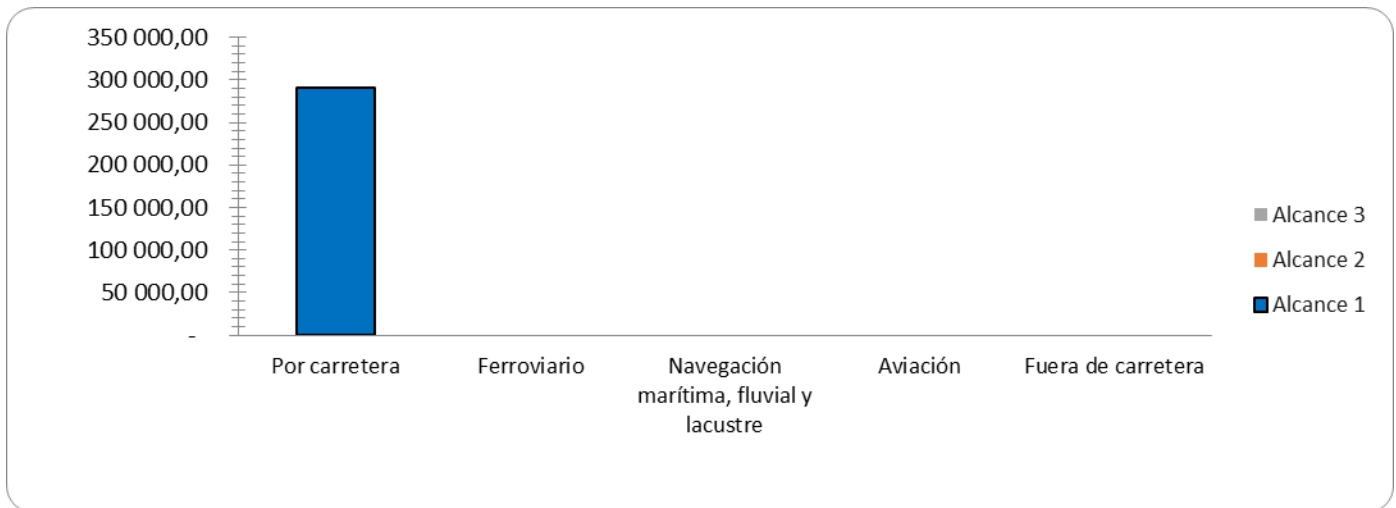 350 000,00
300 000,00
250 000,00
200 000,00
150 000,00
100 000,00
50 000,00
-
Por carretera
Ferroviario
Navegación
marítima, fluvial y
lacustre
Aviación
Fuera de carretera
Alcance 3
Alcance 2
Alcance 1